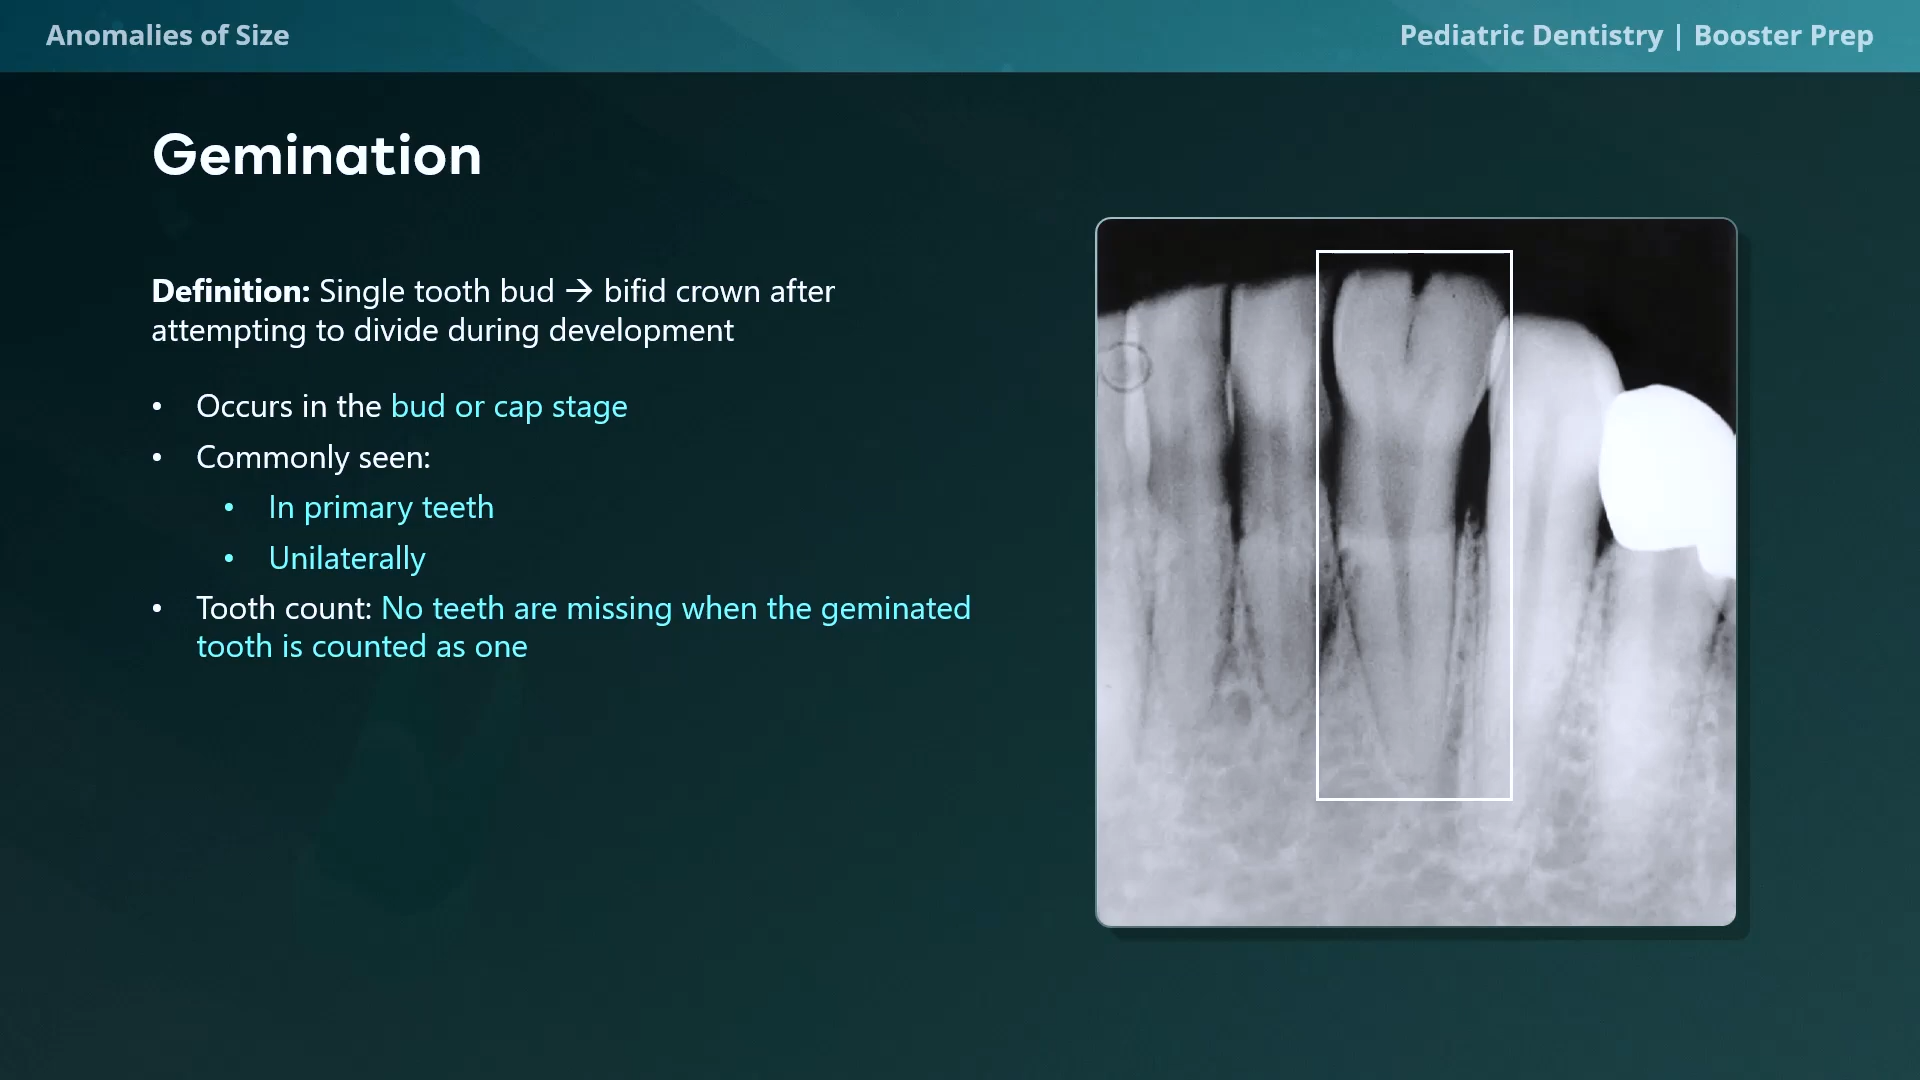 Anomalies of Size
Pediatric Dentistry | Booster Prep
Gemination
Definition: Single tooth bud → bifid crown after
attempting to divide during development
• Occurs in the bud or cap stage
• Commonly seen:
• In primary teeth
• Unilaterally
• Tooth count: No teeth are missing when the geminated
tooth is counted as one